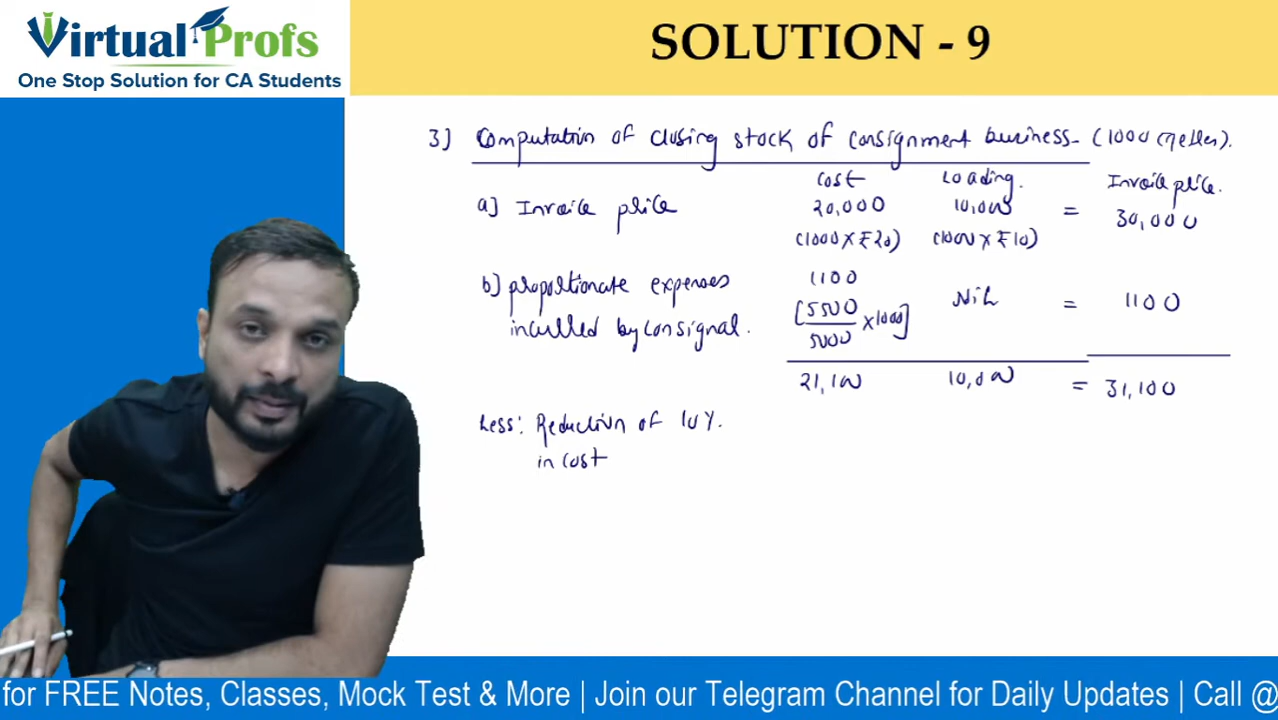 Virtual Profs
One Stop Solution for CA Students
SOLUTION - 9
3] Computation of closing stock of consignment business- (1000 meters).
Cost Loading. Invoice price.
a] Invoice price 20,000 10,000 = 30,000
(1000 x ₹20) (1000 x ₹10)
b] proportionate expenses 1100 Nil = 1100
incurred by consignor. [5500/5000 x 1000]
21,100 10,000 = 31,100
Less: Reduction of 10%.
in cost
for FREE Notes, Classes, Mock Test & More | Join our Telegram Channel for Daily Updates | Call @